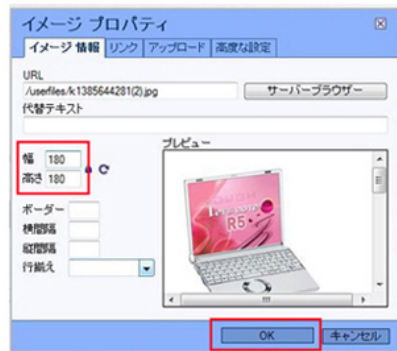 イメージ プロパティ
イメージ 情報 リンク アップロード 高度な設定
URL
/userfiles/k1385644281(2).jpg サーバーブラウザー
代替テキスト
幅 180
高さ 180
プレビュー
R5
ボーダー
横間隔
縦間隔
行揃え
OK キャンセル